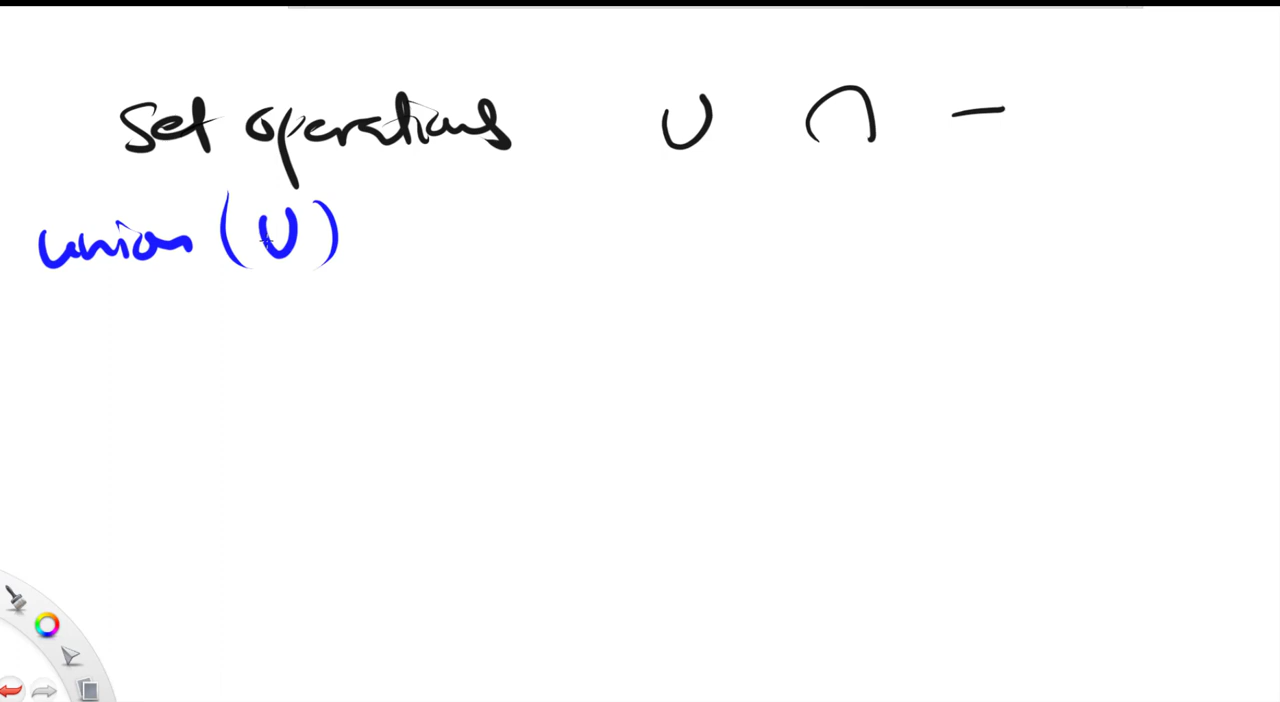 set operations ∪ ∩ −
union (∪)